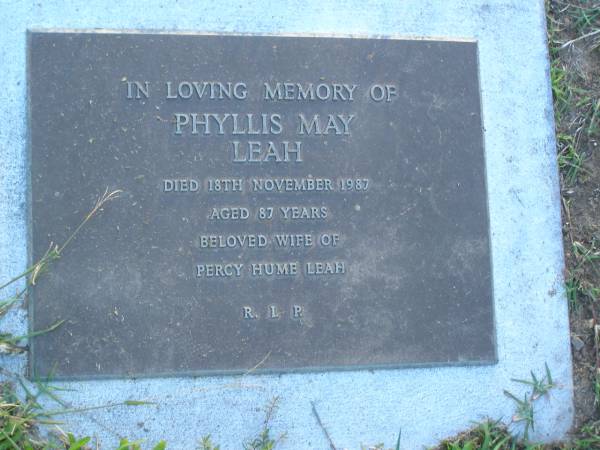 IN LOVING MEMORY OF
PHYLLIS MAY
LEAH
DIED 18TH NOVEMBER 1987
AGED 87 YEARS
BELOVED WIFE OF
PERCY HUME LEAH
R. I. P.